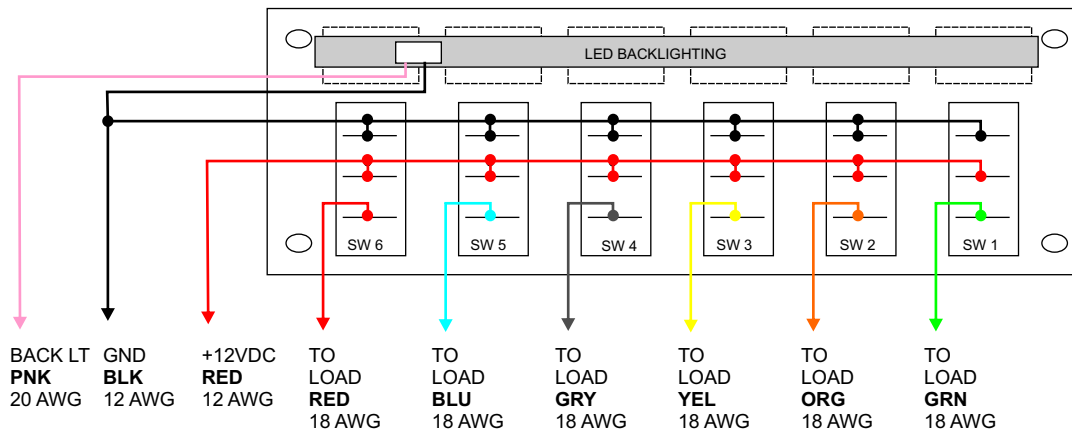 LED BACKLIGHTING
SW 6
SW 5
SW 4
SW 3
SW 2
SW 1
BACK LT
PNK
20 AWG
GND
BLK
12 AWG
+12VDC
RED
12 AWG
TO
LOAD
RED
18 AWG
TO
LOAD
BLU
18 AWG
TO
LOAD
GRY
18 AWG
TO
LOAD
YEL
18 AWG
TO
LOAD
ORG
18 AWG
TO
LOAD
GRN
18 AWG